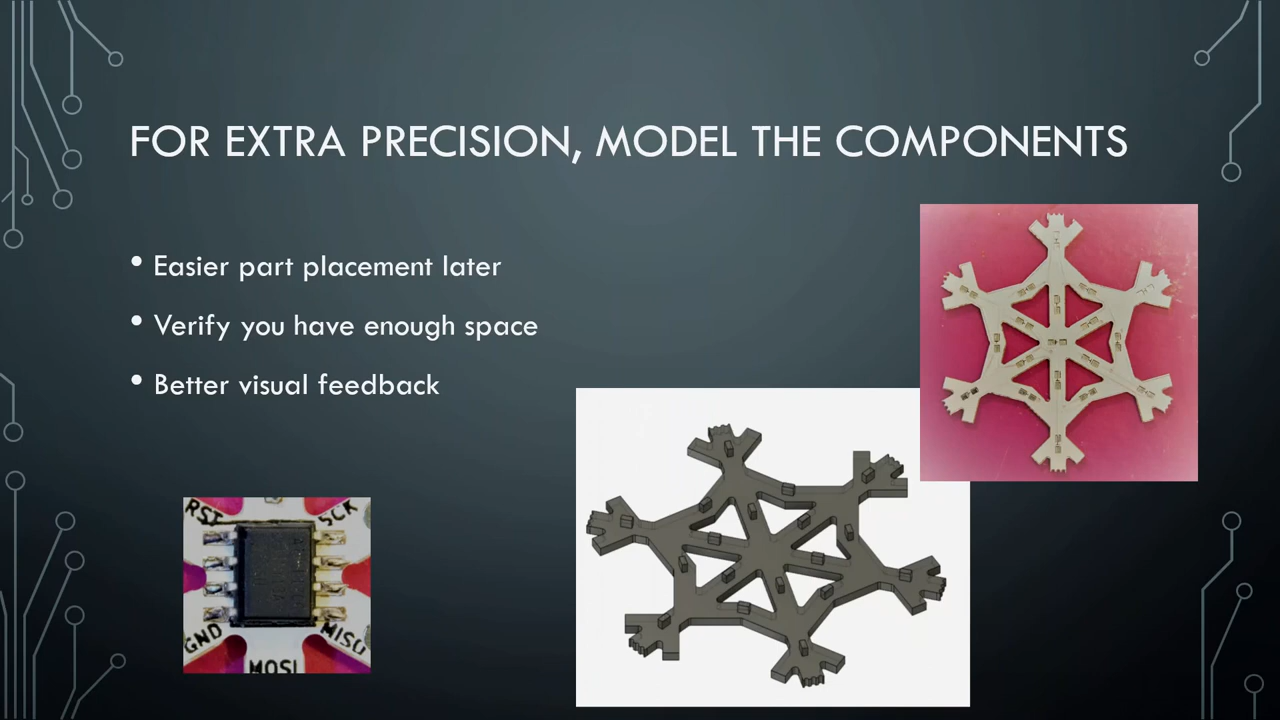 FOR EXTRA PRECISION, MODEL THE COMPONENTS
• Easier part placement later
• Verify you have enough space
• Better visual feedback
RST
SCK
GND
MISO
MOSI